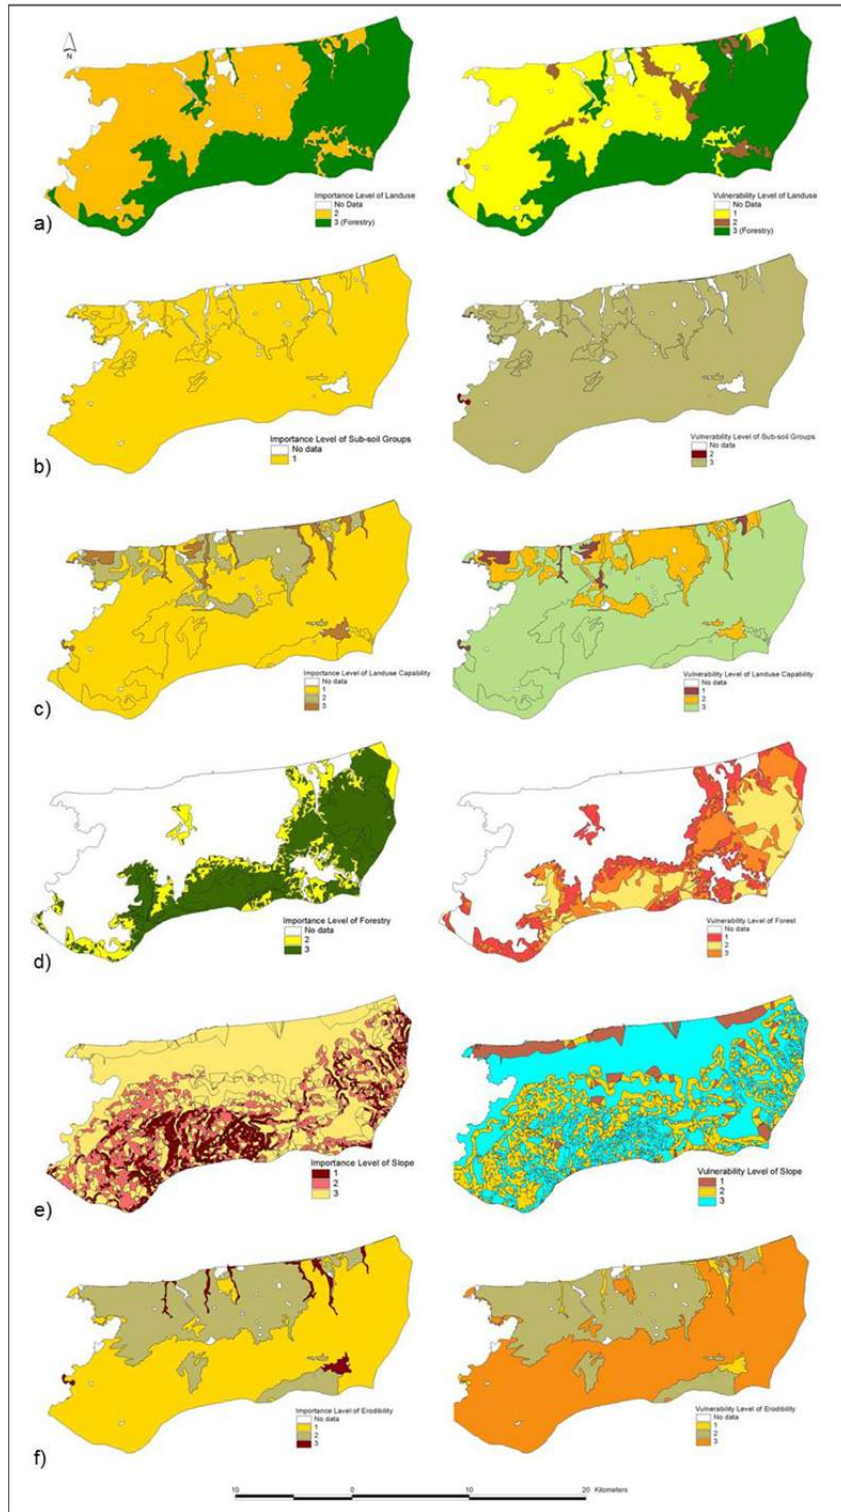 N
Importance Level of Landuse
No Data
2
3 (Forestry)
Vulnerability Level of Landuse
No Data
1
2
3 (Forestry)
a)
Importance Level of Sub-soil Groups
No data
1
Vulnerability Level of Sub-soil Groups
No data
2
3
b)
Importance Level of Landuse Capability
No data
1
2
3
Vulnerability Level of Landuse Capability
No data
1
2
3
c)
Importance Level of Forestry
No data
2
3
Vulnerability Level of Forest
No data
1
2
3
d)
Importance Level of Slope
1
2
3
Vulnerability Level of Slope
1
2
3
e)
Importance Level of Erodibility
No data
1
2
3
Vulnerability Level of Erodibility
No data
1
2
3
f)
10 0 10 20 Kilometers